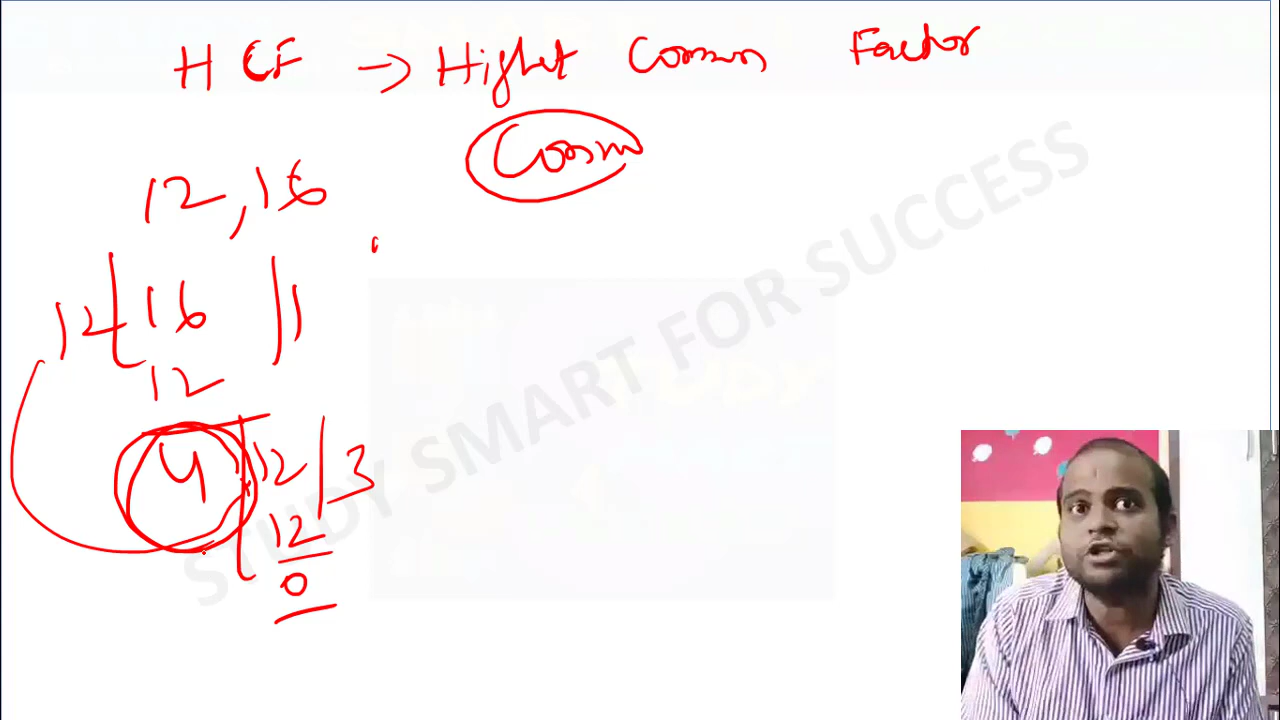 HCF → Highet Common Factor
Comm
12, 16
12 | 16 | 1
12
4 | 12 | 3
12
0
STUDY SMART FOR SUCCESS